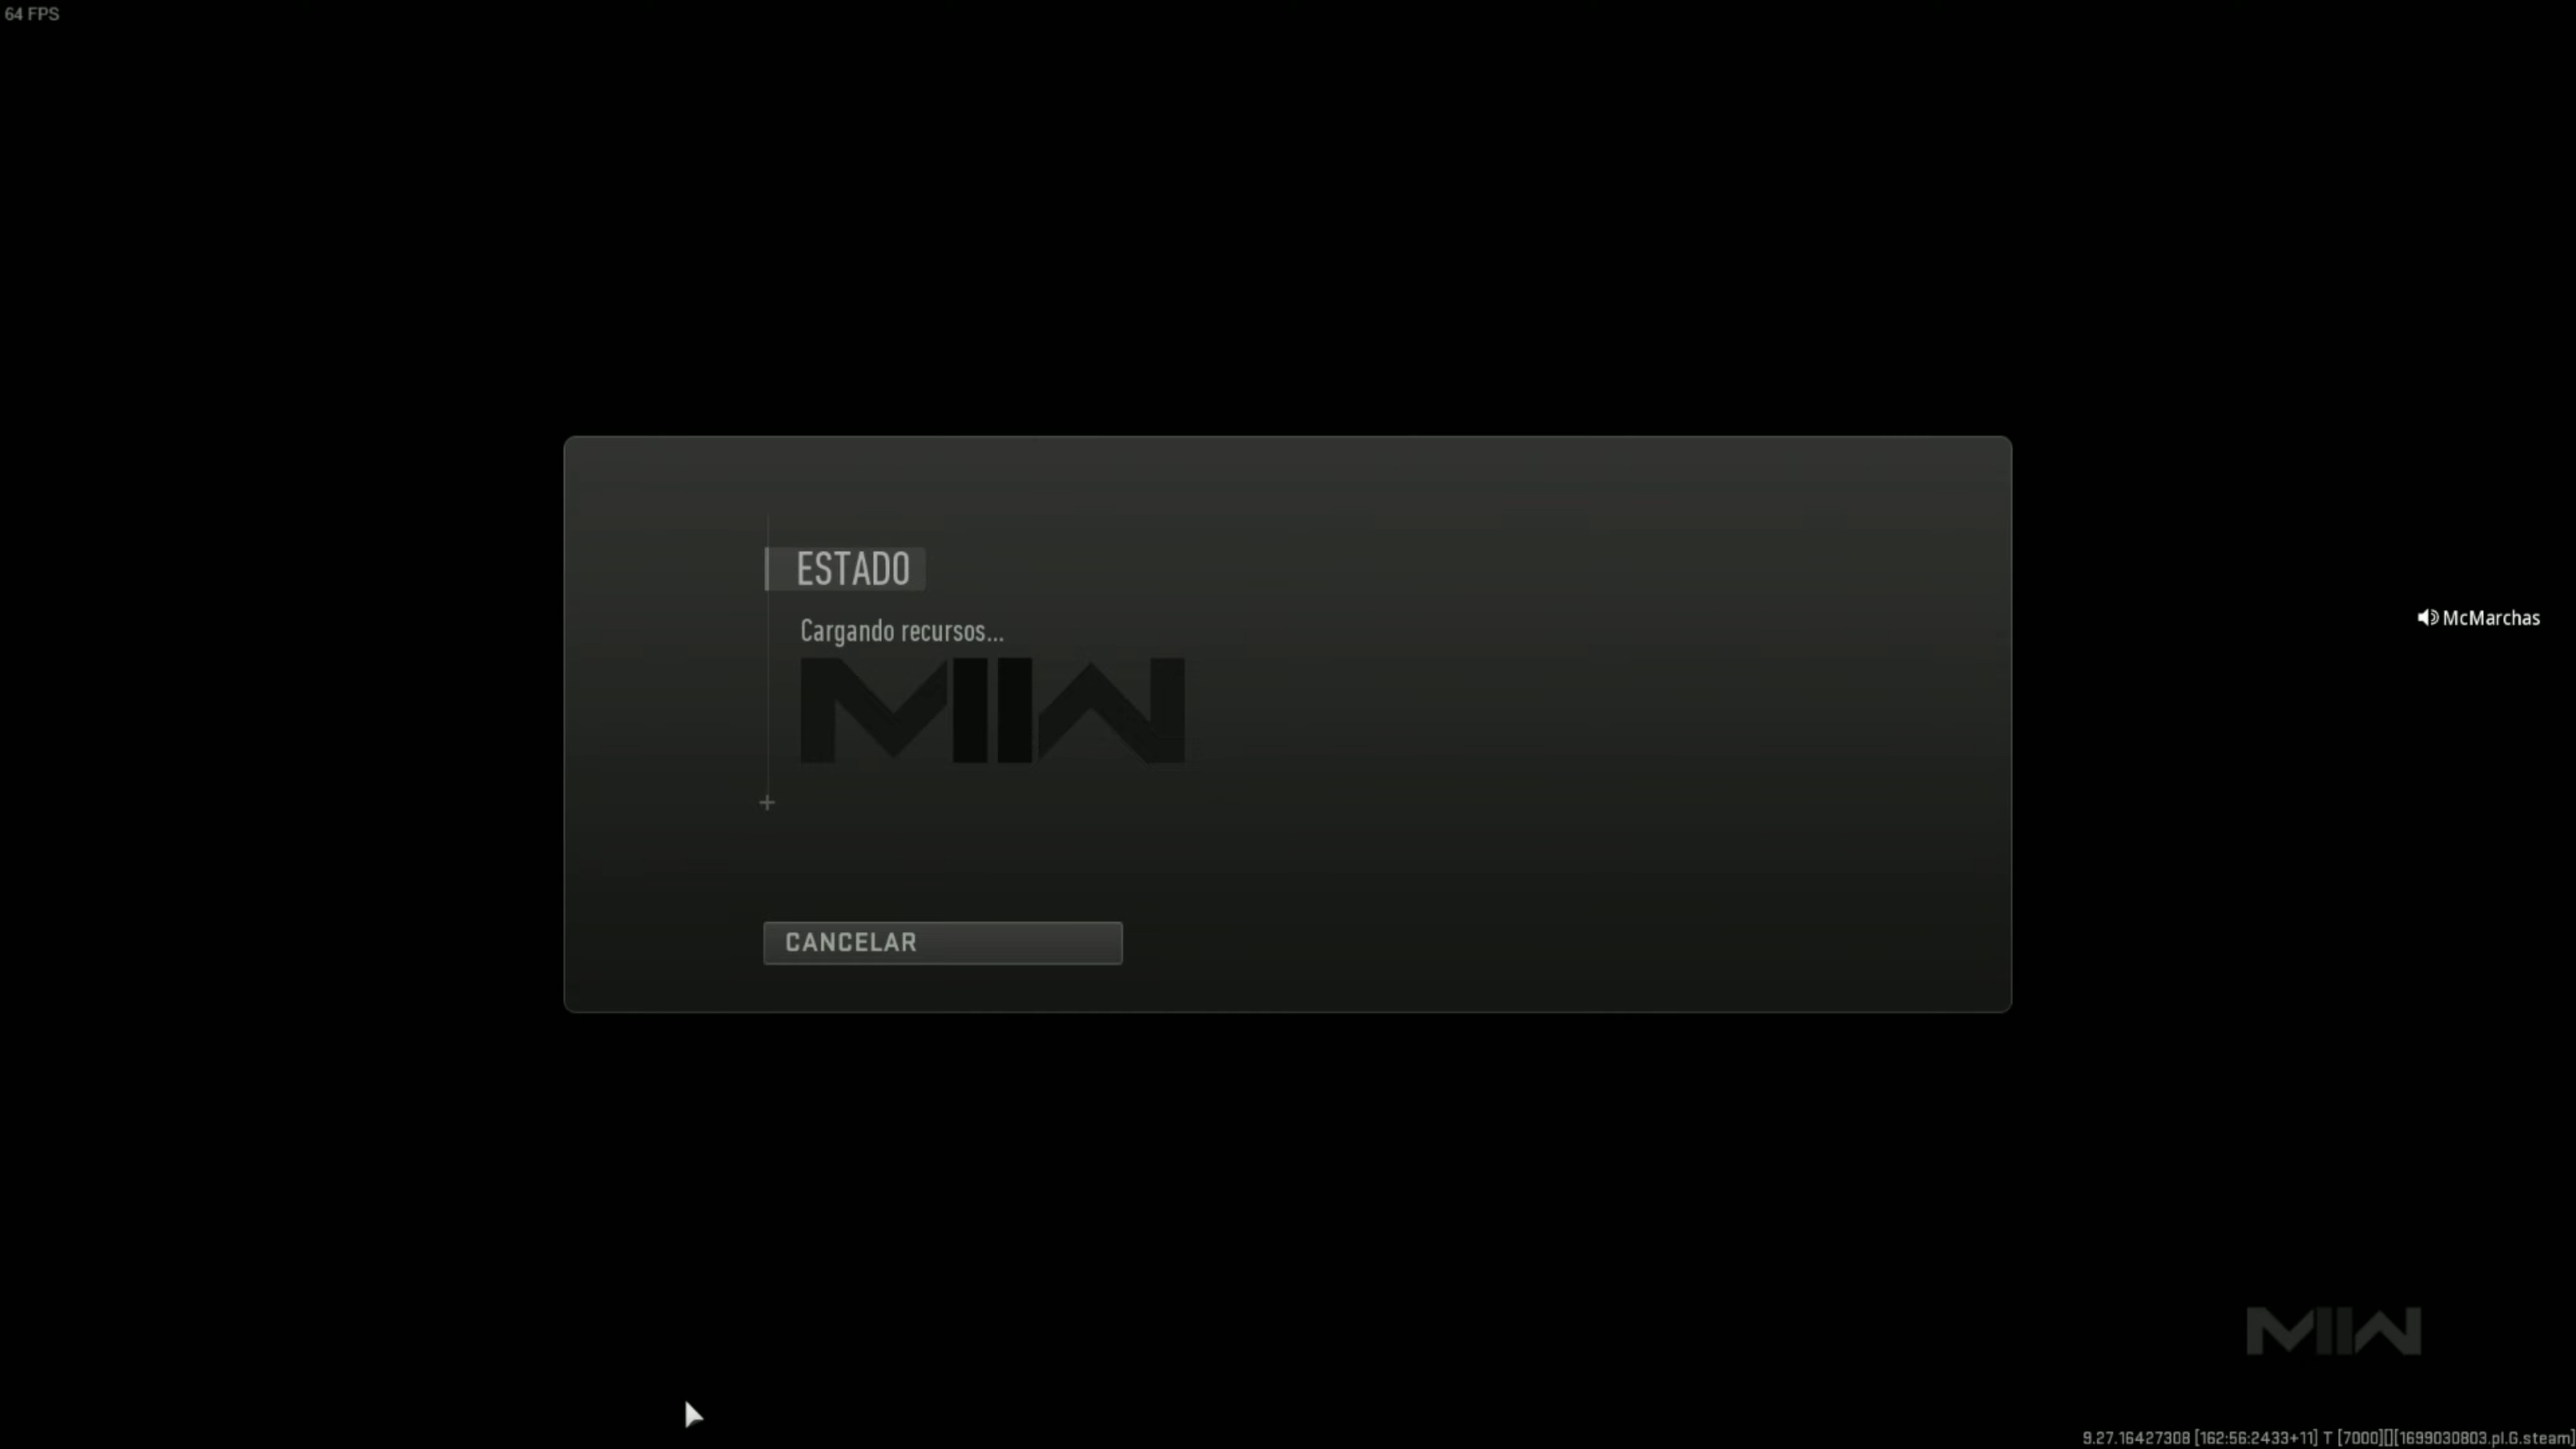 64 FPS
ESTADO
Cargando recursos...
MIIW
CANCELAR
McMarchas
MIIW
9.27.16427308 [162:56:2433+11] T [7000][][1699030803.pl.G.steam]